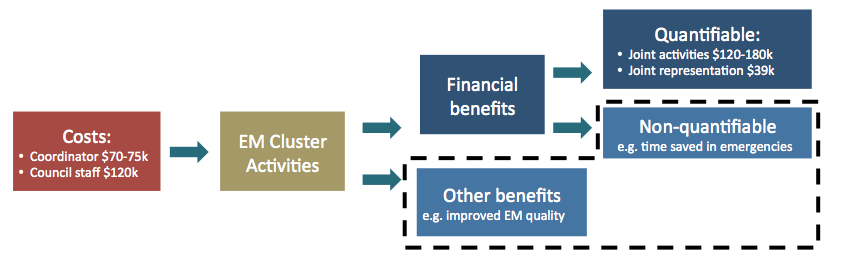 Costs:
• Coordinator $70-75k
• Council staff $120k
EM Cluster
Activities
Financial
benefits
Quantifiable:
• Joint activities $120-180k
• Joint representation $39k
Non-quantifiable
e.g. time saved in emergencies
Other benefits
e.g. improved EM quality